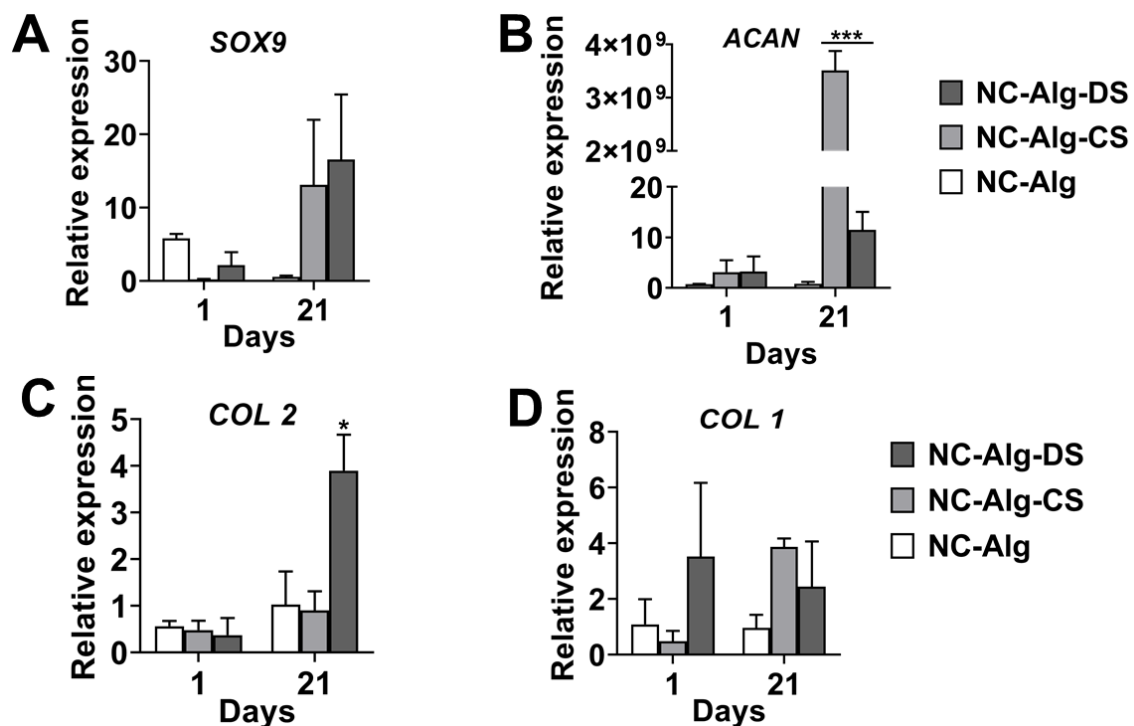 A
SOX9
Relative expression
30
20
10
0
1
21
Days
B
ACAN
***
Relative expression
4×10⁹
3×10⁹
2×10⁹
20
10
0
1
21
Days
NC-Alg-DS
NC-Alg-CS
NC-Alg
C
COL 2
*
Relative expression
5
4
3
2
1
0
1
21
Days
D
COL 1
Relative expression
8
6
4
2
0
1
21
Days
NC-Alg-DS
NC-Alg-CS
NC-Alg